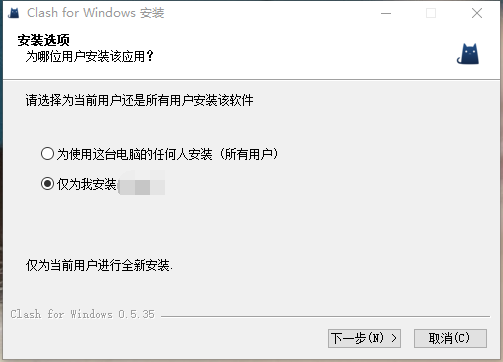 Clash for Windows 安装
安装选项
为哪位用户安装该应用？
请选择为当前用户还是所有用户安装该软件
为使用这台电脑的任何人安装（所有用户）
仅为我安装
仅为当前用户进行全新安装.
Clash for Windows 0.5.35
下一步(N) >
取消(C)